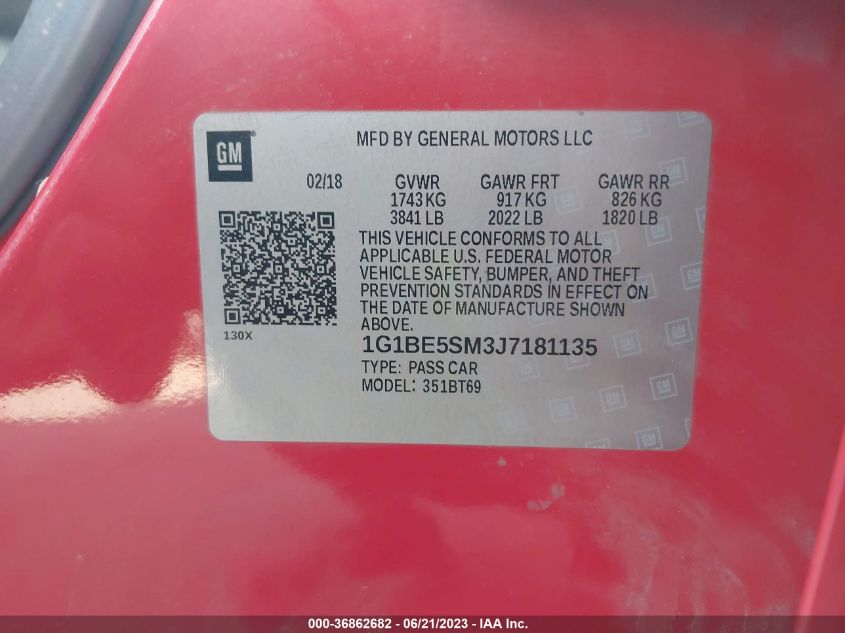 GM
MFD BY GENERAL MOTORS LLC
02/18 GVWR GAWR FRT GAWR RR
1743 KG 917 KG 826 KG
3841 LB 2022 LB 1820 LB
THIS VEHICLE CONFORMS TO ALL
APPLICABLE U.S. FEDERAL MOTOR
VEHICLE SAFETY, BUMPER, AND THEFT
PREVENTION STANDARDS IN EFFECT ON
THE DATE OF MANUFACTURE SHOWN
ABOVE.
130X
1G1BE5SM3J7181135
TYPE: PASS CAR
MODEL: 351BT69
GM
000-36862682 - 06/21/2023 - IAA Inc.